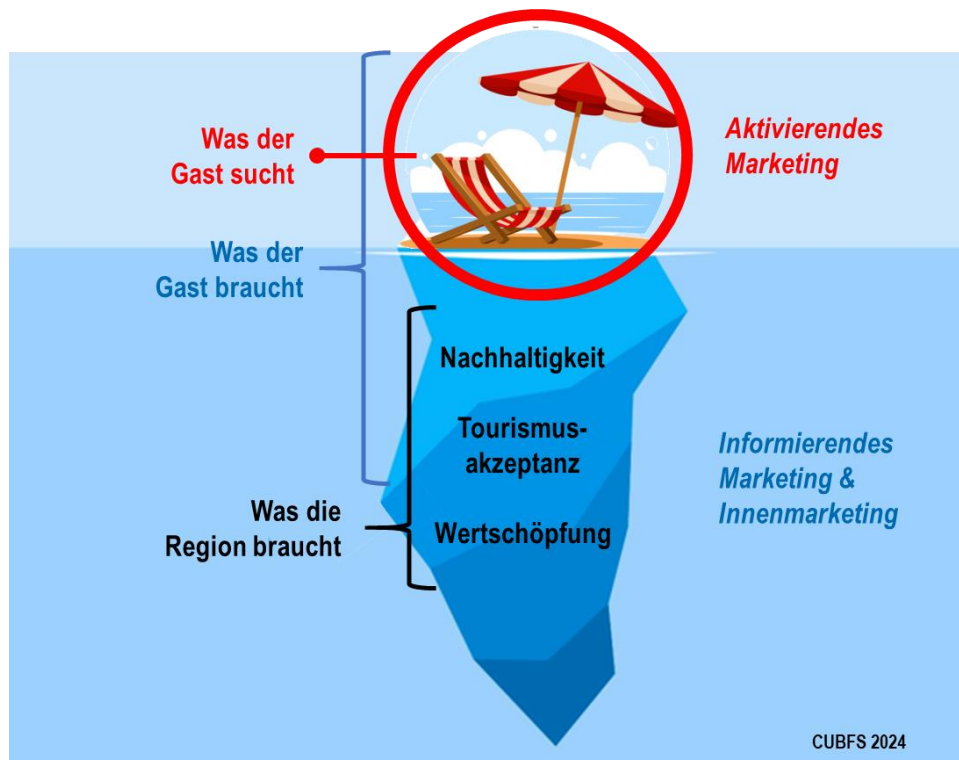 Was der
Gast sucht
Aktivierendes
Marketing
Was der
Gast braucht
Nachhaltigkeit
Tourismus-
akzeptanz
Informierendes
Marketing &
Innenmarketing
Was die
Region braucht
Wertschöpfung
CUBFS 2024